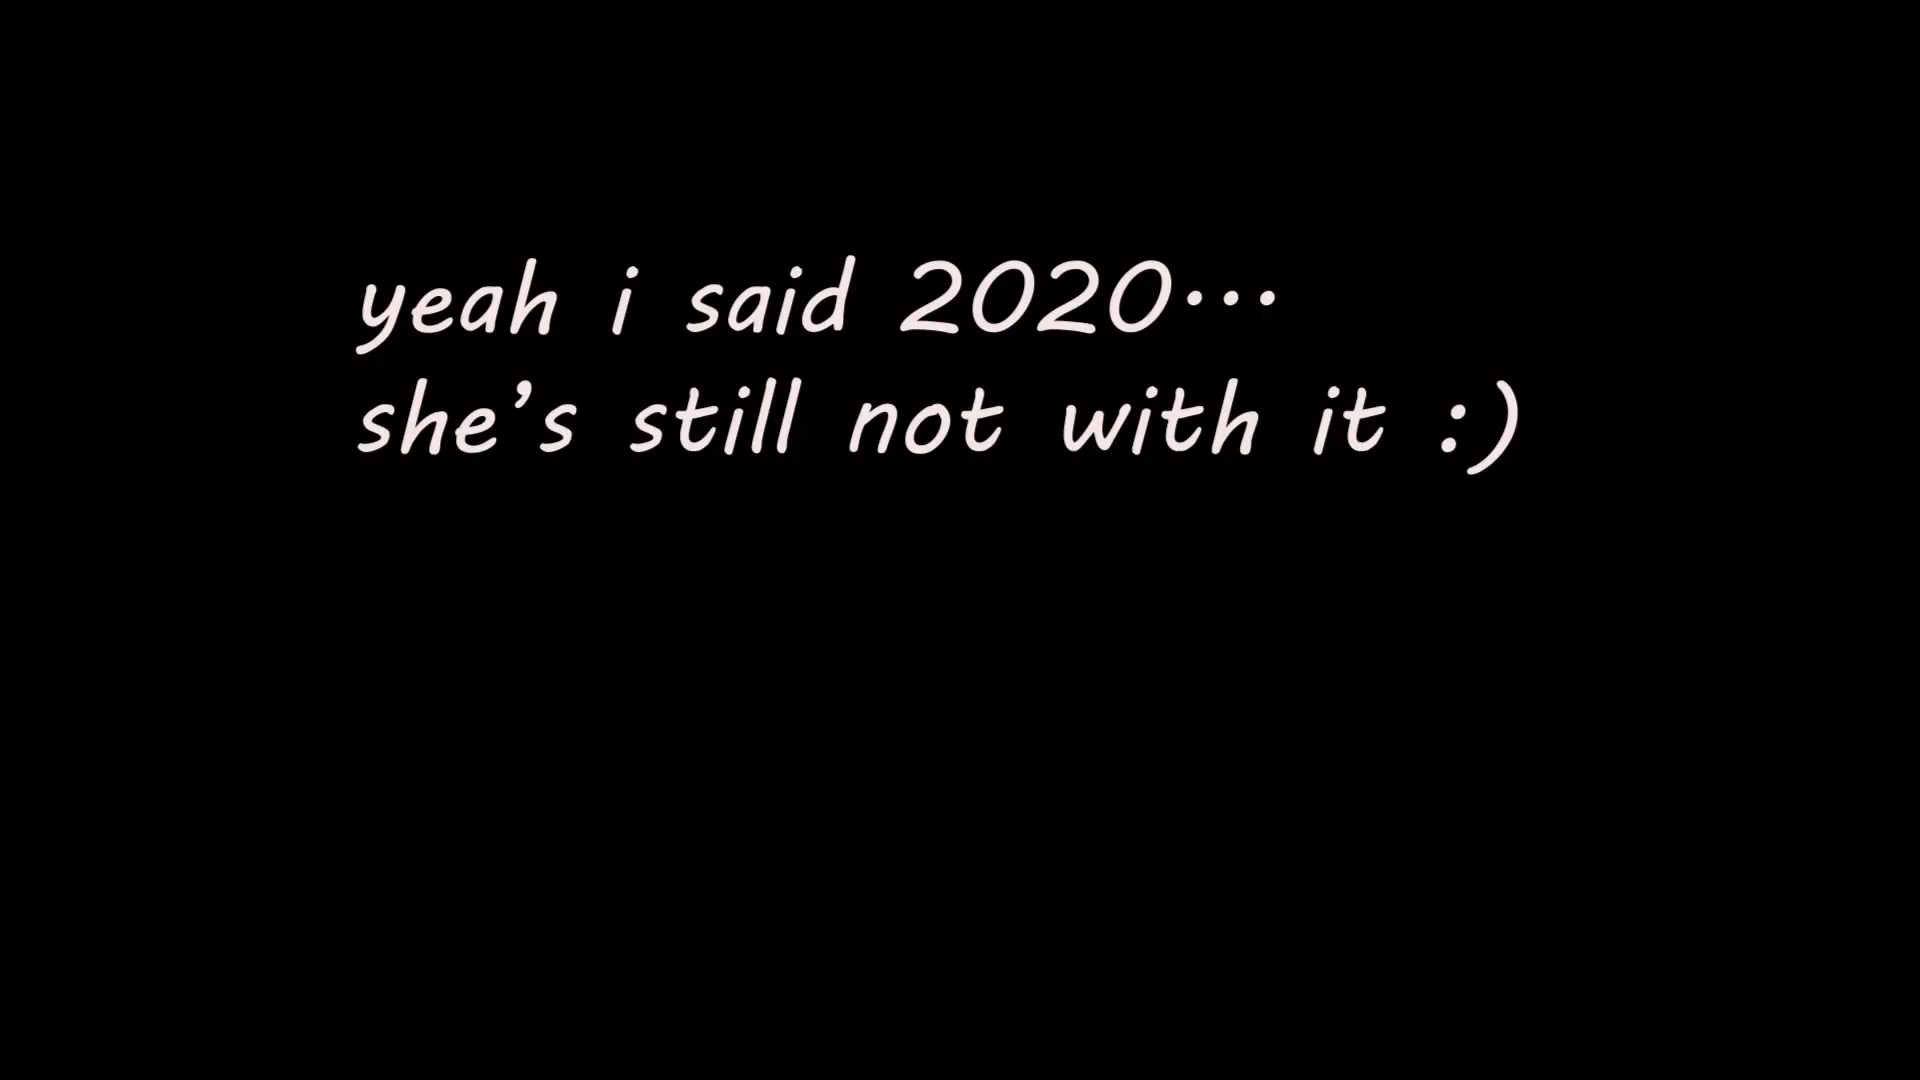 yeah i said 2020...
she's still not with it :)